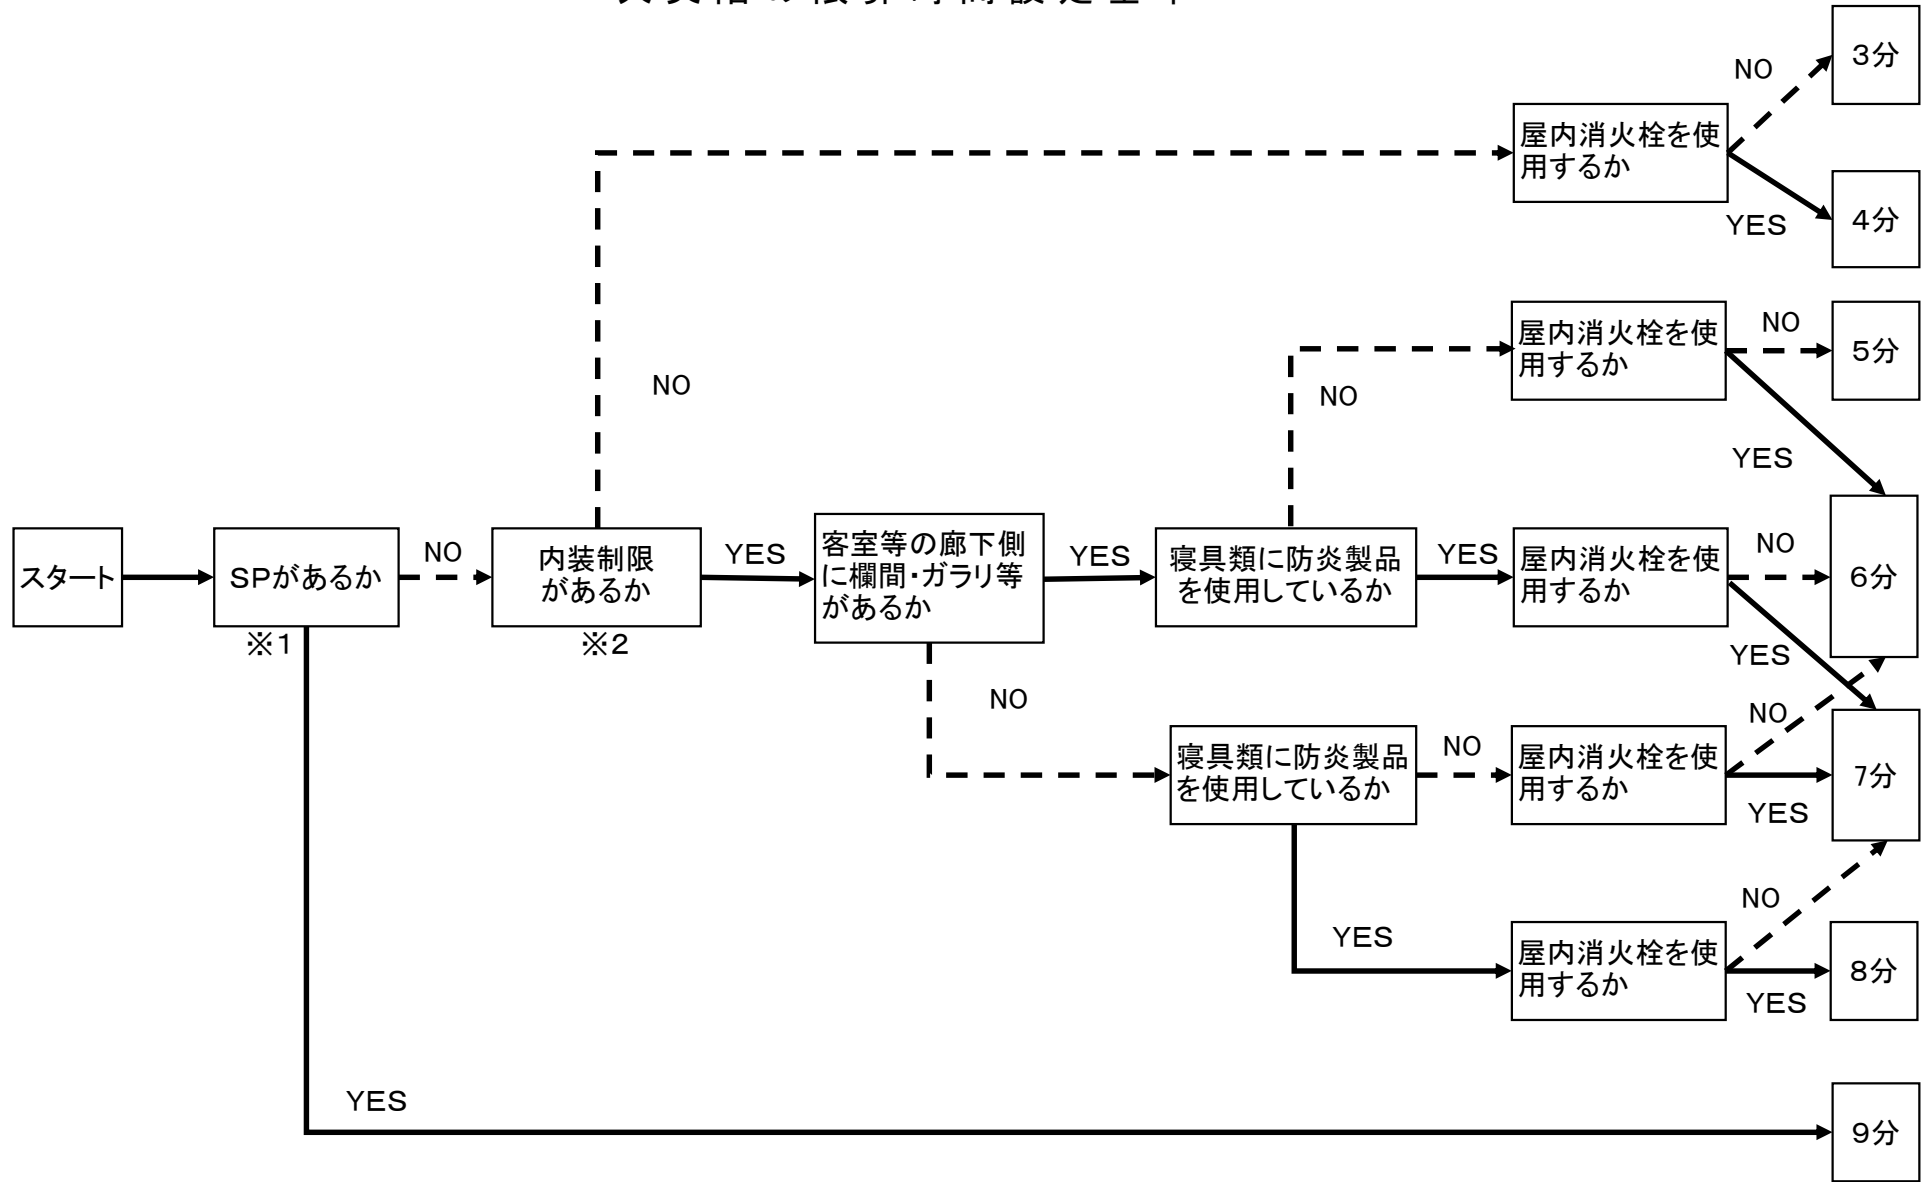 3分
NO
屋内消火栓を使
用するか
YES
4分
屋内消火栓を使
用するか
NO
5分
NO
NO
YES
スタート
SPがあるか
※1
NO
内装制限
があるか
※2
YES
客室等の廊下側
に欄間・ガラリ等
があるか
YES
寝具類に防炎製品
を使用しているか
YES
屋内消火栓を使
用するか
NO
6分
YES
NO
寝具類に防炎製品
を使用しているか
NO
屋内消火栓を使
用するか
NO
YES
7分
YES
屋内消火栓を使
用するか
NO
YES
8分
YES
9分